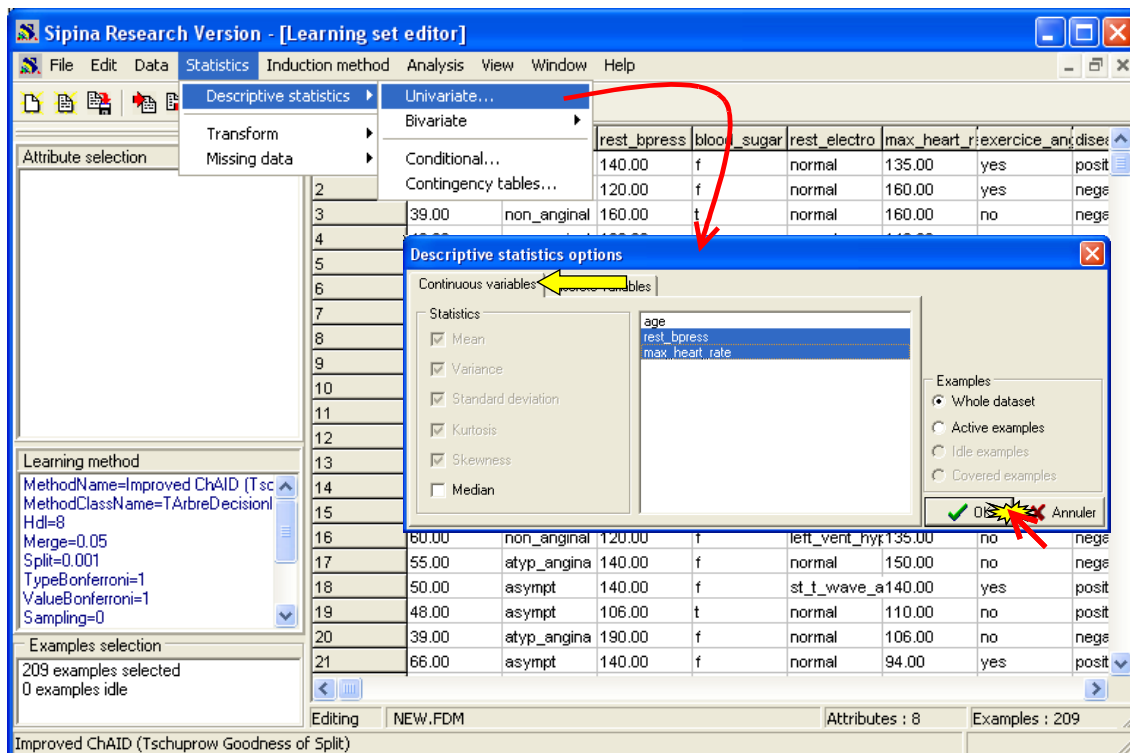 Sipina Research Version - [Learning set editor]
File Edit Data Statistics Induction method Analysis View Window Help
Descriptive statistics
Transform
Missing data
Univariate...
Bivariate
Conditional...
Contingency tables...
Attribute selection
rest_bpress blood_sugar rest_electro max_heart_r exercice_ang disea
140.00 f normal 135.00 yes posit
2 120.00 f normal 160.00 yes nega
3 39.00 non_anginal 160.00 t normal 160.00 no nega
4
5
6
7
8
9
10
11
12
13
14
15
Descriptive statistics options
Continuous variables
Statistics
Mean
Variance
Standard deviation
Kurtosis
Skewness
Median
age
rest_bpress
max_heart_rate
Examples
Whole dataset
Active examples
Idle examples
Covered examples
Annuler
16 60.00 non_anginal 120.00 f left_vent_hyp 135.00 no nega
17 55.00 atyp_angina 140.00 f normal 150.00 no nega
18 50.00 asympt 140.00 f st_t_wave_a 140.00 yes posit
19 48.00 asympt 106.00 t normal 110.00 no posit
20 39.00 atyp_angina 190.00 f normal 106.00 no nega
21 66.00 asympt 140.00 f normal 94.00 yes posit
Learning method
MethodName=Improved ChAID (Tsc
MethodClassName=TArbreDecisionI
Hdl=8
Merge=0.05
Split=0.001
TypeBonferroni=1
ValueBonferroni=1
Sampling=0
Examples selection
209 examples selected
0 examples idle
Editing NEW.FDM Attributes : 8 Examples : 209
Improved ChAID (Tschuprow Goodness of Split)